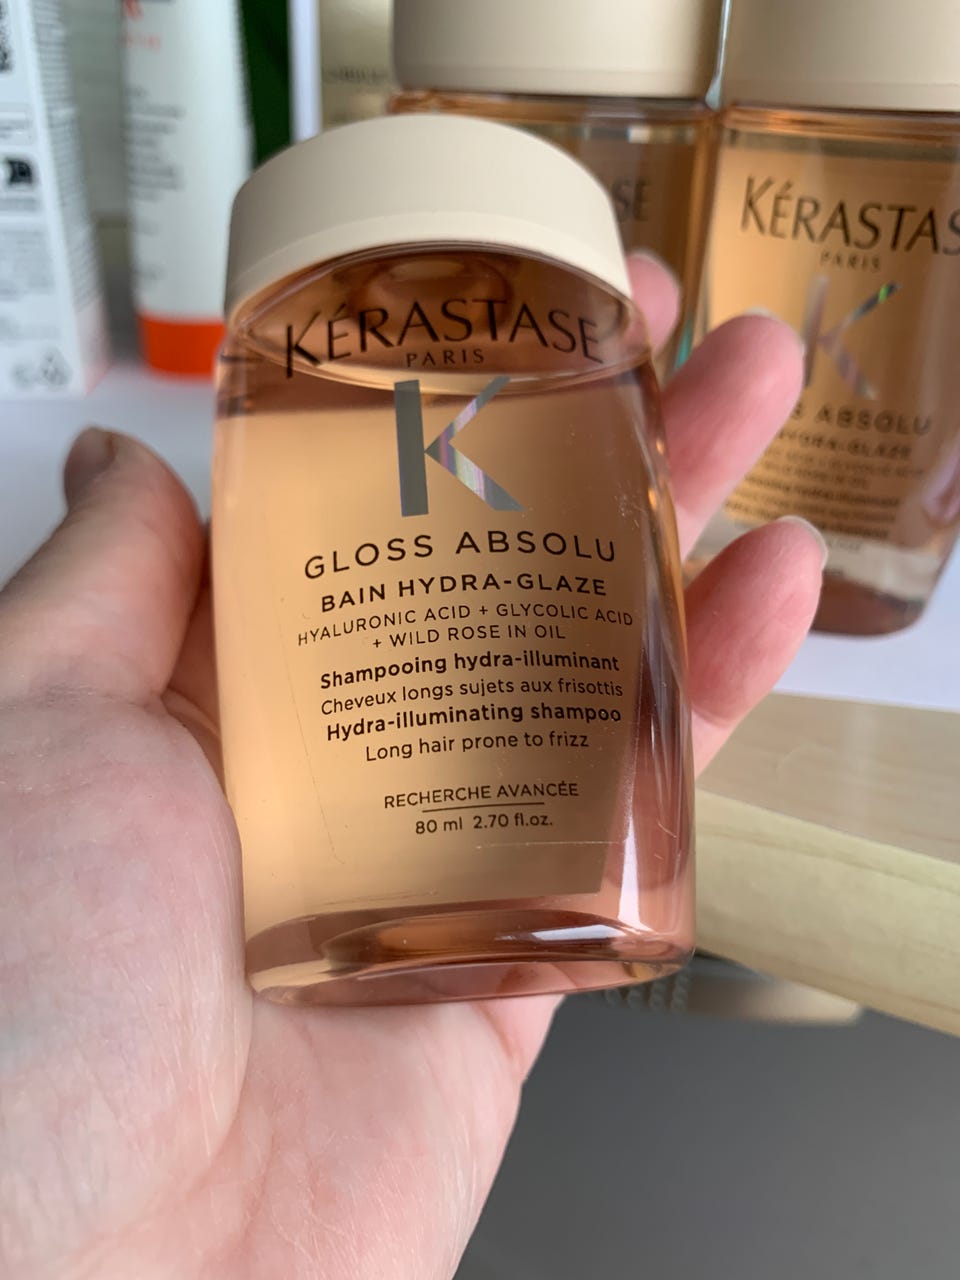 KÉRASTASE
PARIS
K
GLOSS ABSOLU
BAIN HYDRA-GLAZE
HYALURONIC ACID + GLYCOLIC ACID
+ WILD ROSE IN OIL
Shampooing hydra-illuminant
Cheveux longs sujets aux frisottis
Hydra-illuminating shampoo
Long hair prone to frizz
RECHERCHE AVANCÉE
80 ml 2.70 fl.oz.
KÉRASTASE
PARIS
K
ABSOLU